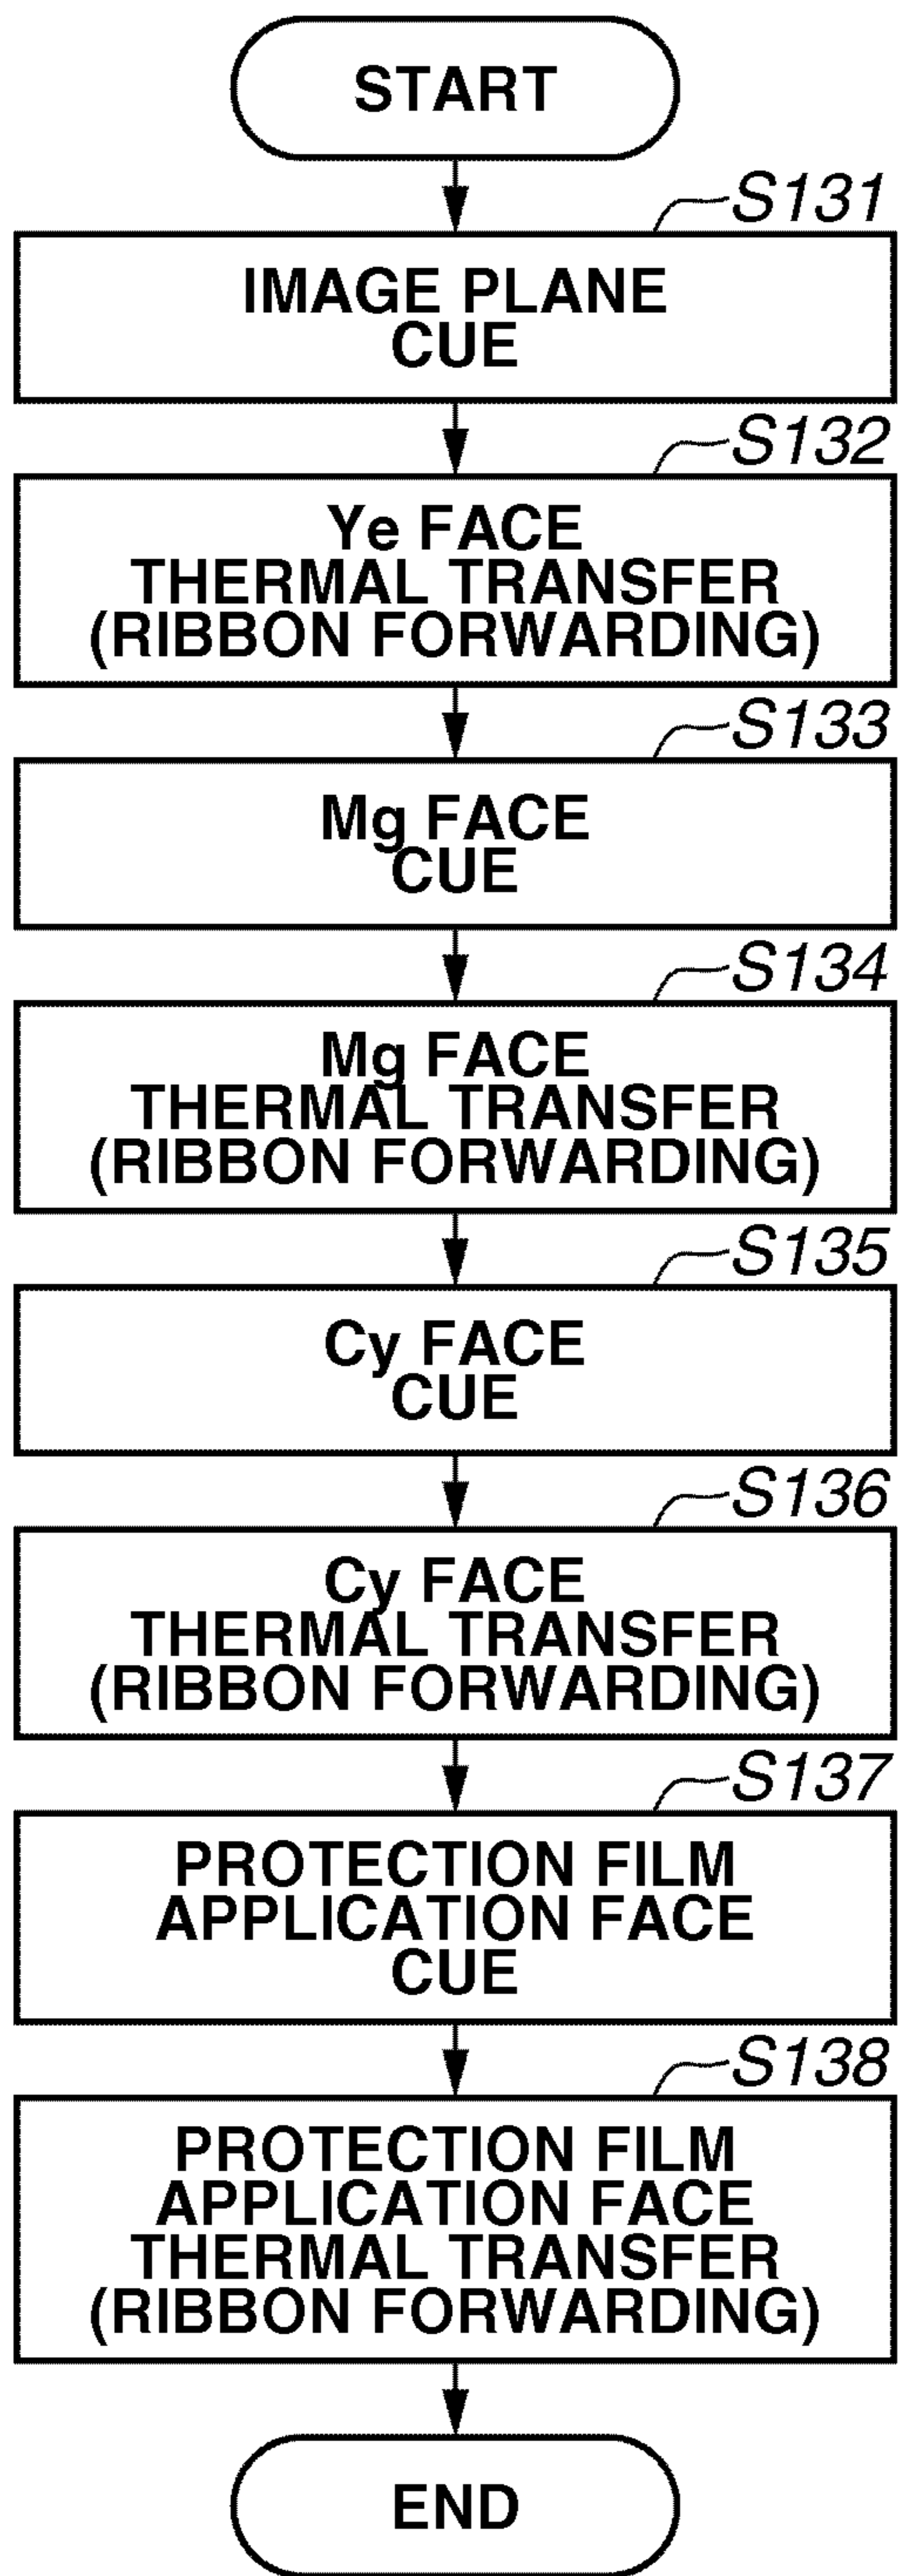 START
S131
IMAGE PLANE
CUE
S132
Ye FACE
THERMAL TRANSFER
(RIBBON FORWARDING)
S133
Mg FACE
CUE
S134
Mg FACE
THERMAL TRANSFER
(RIBBON FORWARDING)
S135
Cy FACE
CUE
S136
Cy FACE
THERMAL TRANSFER
(RIBBON FORWARDING)
S137
PROTECTION FILM
APPLICATION FACE
CUE
S138
PROTECTION FILM
APPLICATION FACE
THERMAL TRANSFER
(RIBBON FORWARDING)
END